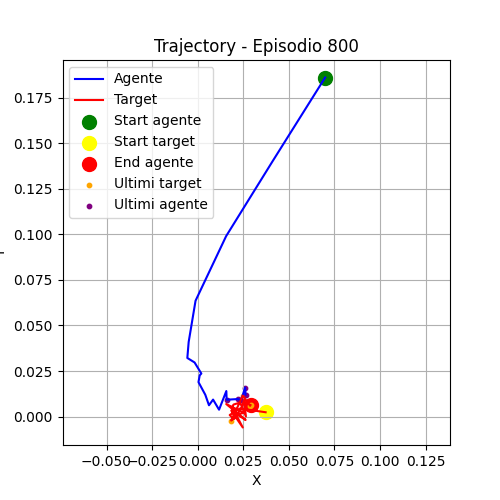 Trajectory - Episodio 800
Agente
Target
Start agente
Start target
End agente
Ultimi target
Ultimi agente
0.175
0.150
0.125
0.100
0.075
0.050
0.025
0.000
−0.050 −0.025 0.000 0.025 0.050 0.075 0.100 0.125
X